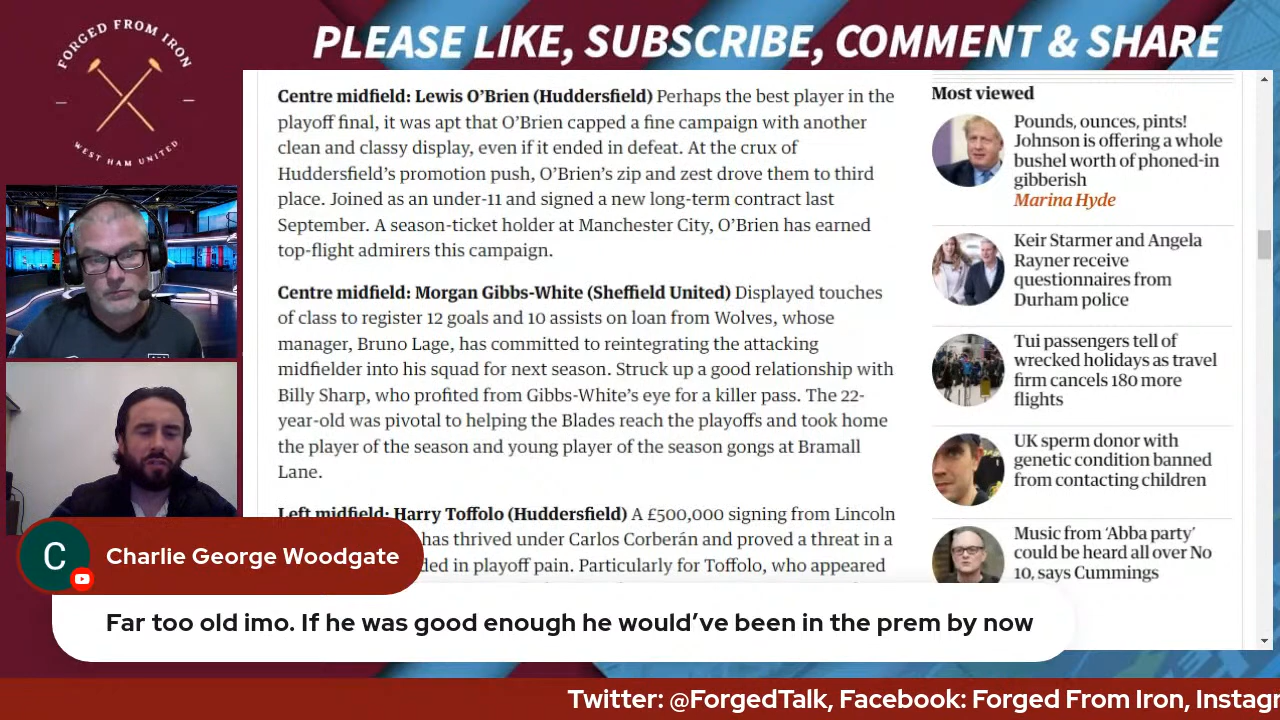 FORGED FROM IRON
WEST HAM UNITED
PLEASE LIKE, SUBSCRIBE, COMMENT & SHARE
Centre midfield: Lewis O’Brien (Huddersfield) Perhaps the best player in the
playoff final, it was apt that O’Brien capped a fine campaign with another
clean and classy display, even if it ended in defeat. At the crux of
Huddersfield’s promotion push, O’Brien’s zip and zest drove them to third
place. Joined as an under-11 and signed a new long-term contract last
September. A season-ticket holder at Manchester City, O’Brien has earned
top-flight admirers this campaign.
Centre midfield: Morgan Gibbs-White (Sheffield United) Displayed touches
of class to register 12 goals and 10 assists on loan from Wolves, whose
manager, Bruno Lage, has committed to reintegrating the attacking
midfielder into his squad for next season. Struck up a good relationship with
Billy Sharp, who profited from Gibbs-White’s eye for a killer pass. The 22-
year-old was pivotal to helping the Blades reach the playoffs and took home
the player of the season and young player of the season gongs at Bramall
Lane.
Left midfield: Harry Toffolo (Huddersfield) A £500,000 signing from Lincoln
has thrived under Carlos Corberán and proved a threat in a
ded in playoff pain. Particularly for Toffolo, who appeared
Most viewed
Pounds, ounces, pints!
Johnson is offering a whole
bushel worth of phoned-in
gibberish
Marina Hyde
Keir Starmer and Angela
Rayner receive
questionnaires from
Durham police
Tui passengers tell of
wrecked holidays as travel
firm cancels 180 more
flights
UK sperm donor with
genetic condition banned
from contacting children
Music from ‘Abba party’
could be heard all over No
10, says Cummings
C
Charlie George Woodgate
Far too old imo. If he was good enough he would’ve been in the prem by now
Twitter: @ForgedTalk, Facebook: Forged From Iron, Instagr